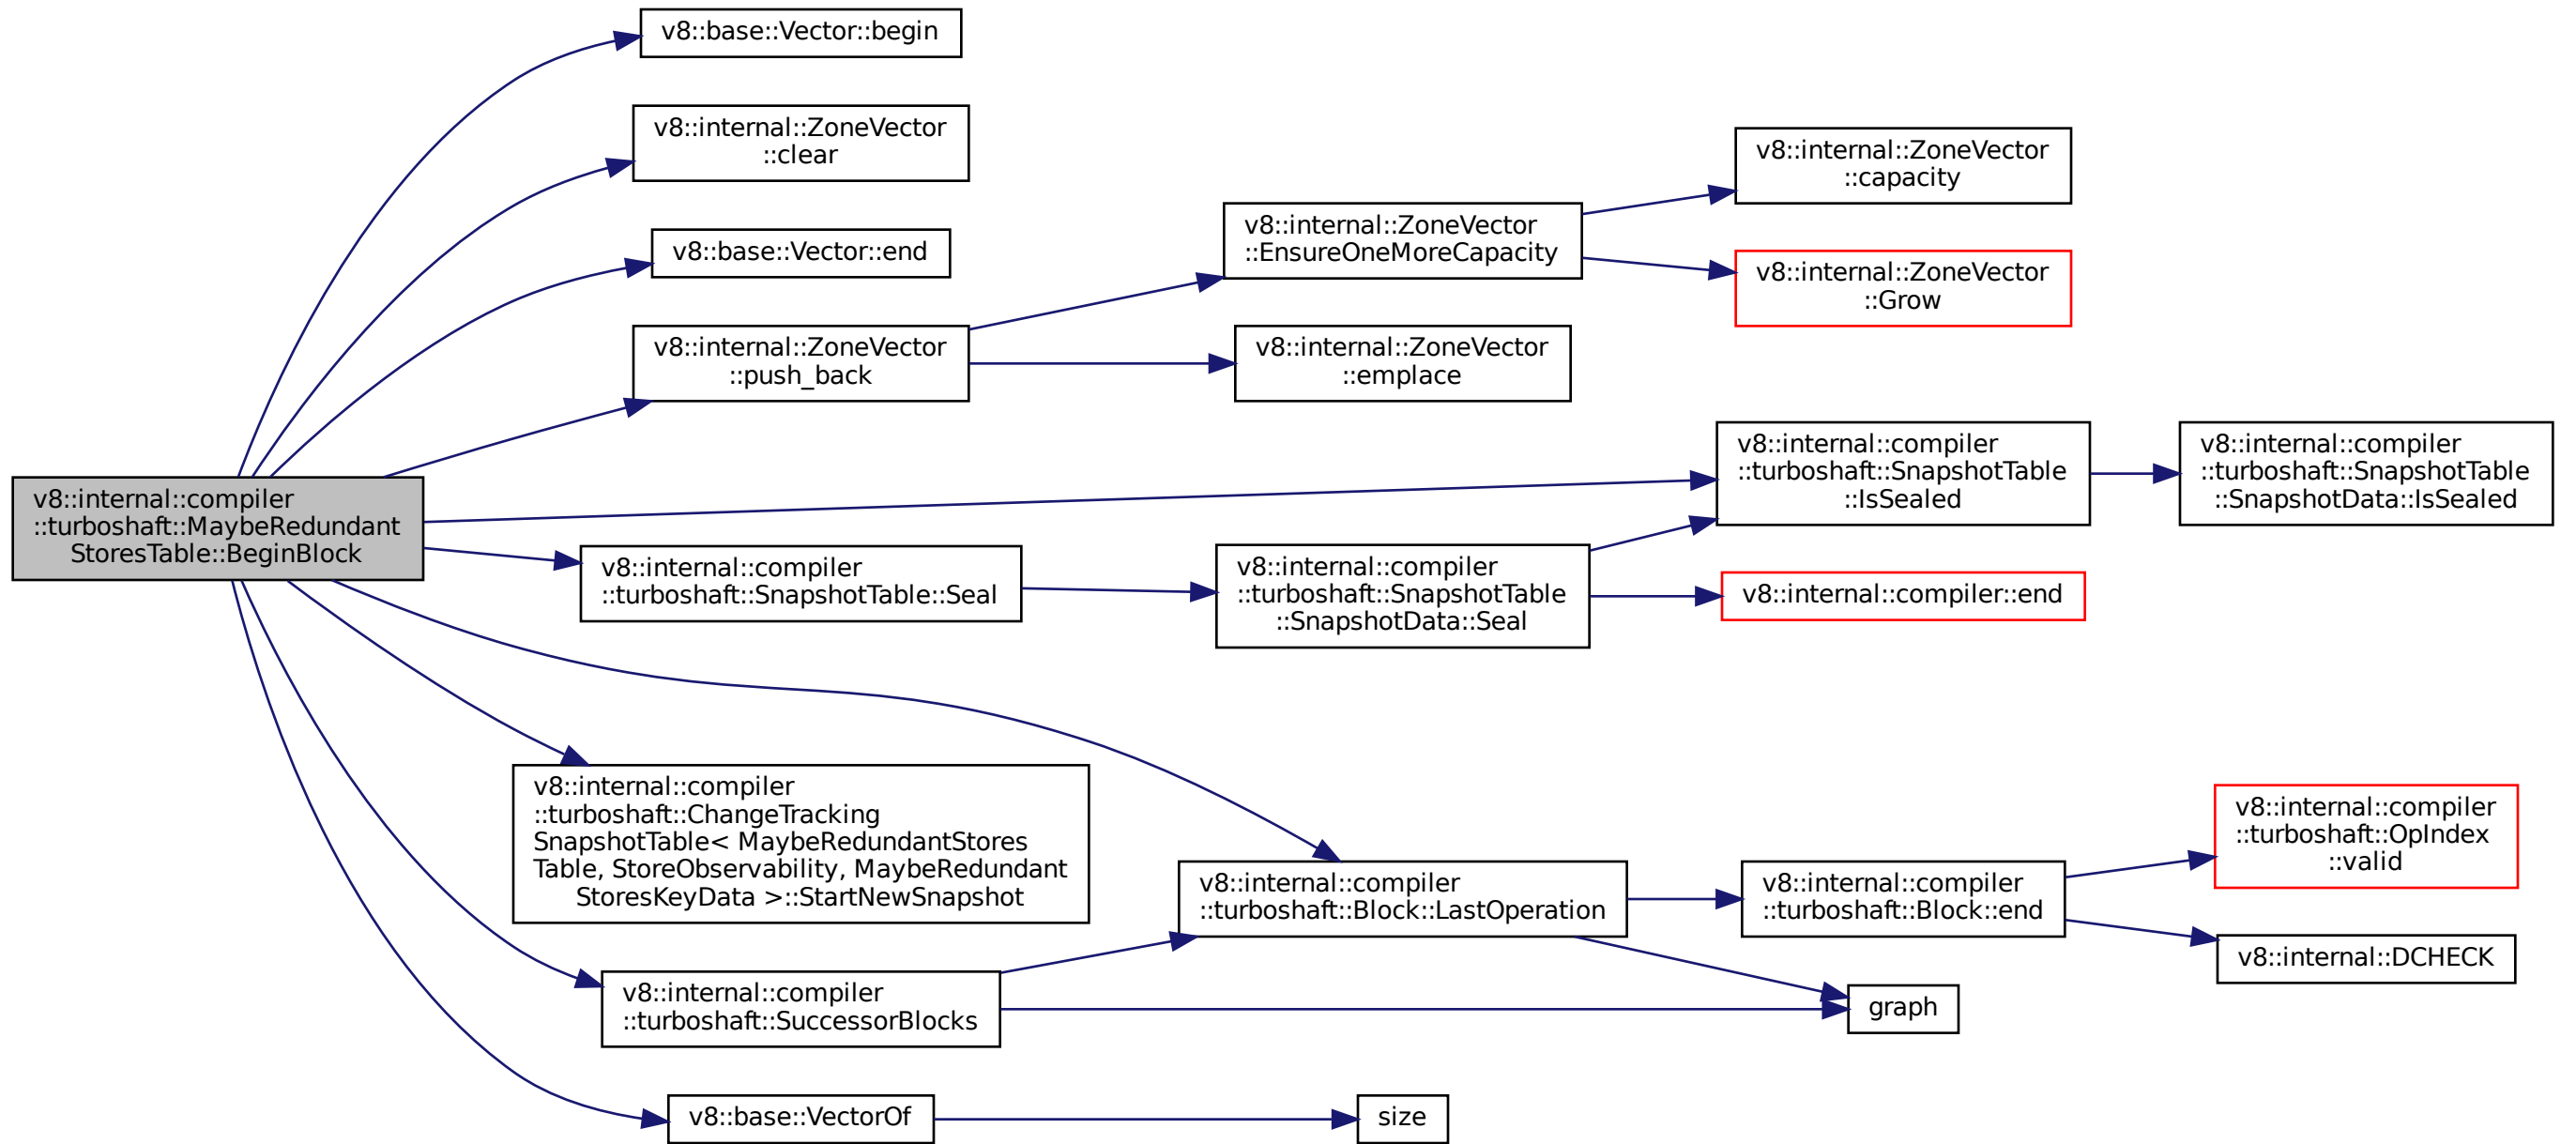 v8::internal::compiler
::turboshaft::MaybeRedundant
StoresTable::BeginBlock
v8::base::Vector::begin
v8::internal::ZoneVector
::clear
v8::base::Vector::end
v8::internal::ZoneVector
::push_back
v8::internal::ZoneVector
::EnsureOneMoreCapacity
v8::internal::ZoneVector
::capacity
v8::internal::ZoneVector
::Grow
v8::internal::ZoneVector
::emplace
v8::internal::compiler
::turboshaft::SnapshotTable
::IsSealed
v8::internal::compiler
::turboshaft::SnapshotTable
::SnapshotData::IsSealed
v8::internal::compiler
::turboshaft::SnapshotTable::Seal
v8::internal::compiler
::turboshaft::SnapshotTable
::SnapshotData::Seal
v8::internal::compiler::end
v8::internal::compiler
::turboshaft::ChangeTracking
SnapshotTable< MaybeRedundantStores
Table, StoreObservability, MaybeRedundant
StoresKeyData >::StartNewSnapshot
v8::internal::compiler
::turboshaft::Block::LastOperation
v8::internal::compiler
::turboshaft::Block::end
v8::internal::compiler
::turboshaft::OpIndex
::valid
v8::internal::DCHECK
v8::internal::compiler
::turboshaft::SuccessorBlocks
graph
v8::base::VectorOf
size